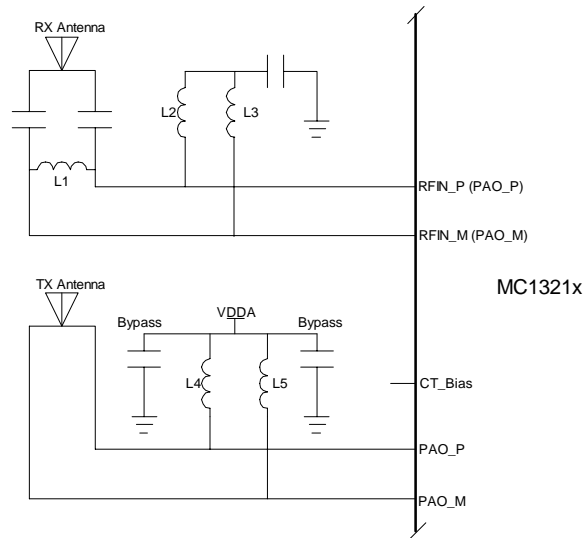 RX Antenna
L2
L3
L1
RFIN_P (PAO_P)
RFIN_M (PAO_M)
MC1321x
TX Antenna
Bypass
VDDA
Bypass
L4
L5
CT_Bias
PAO_P
PAO_M